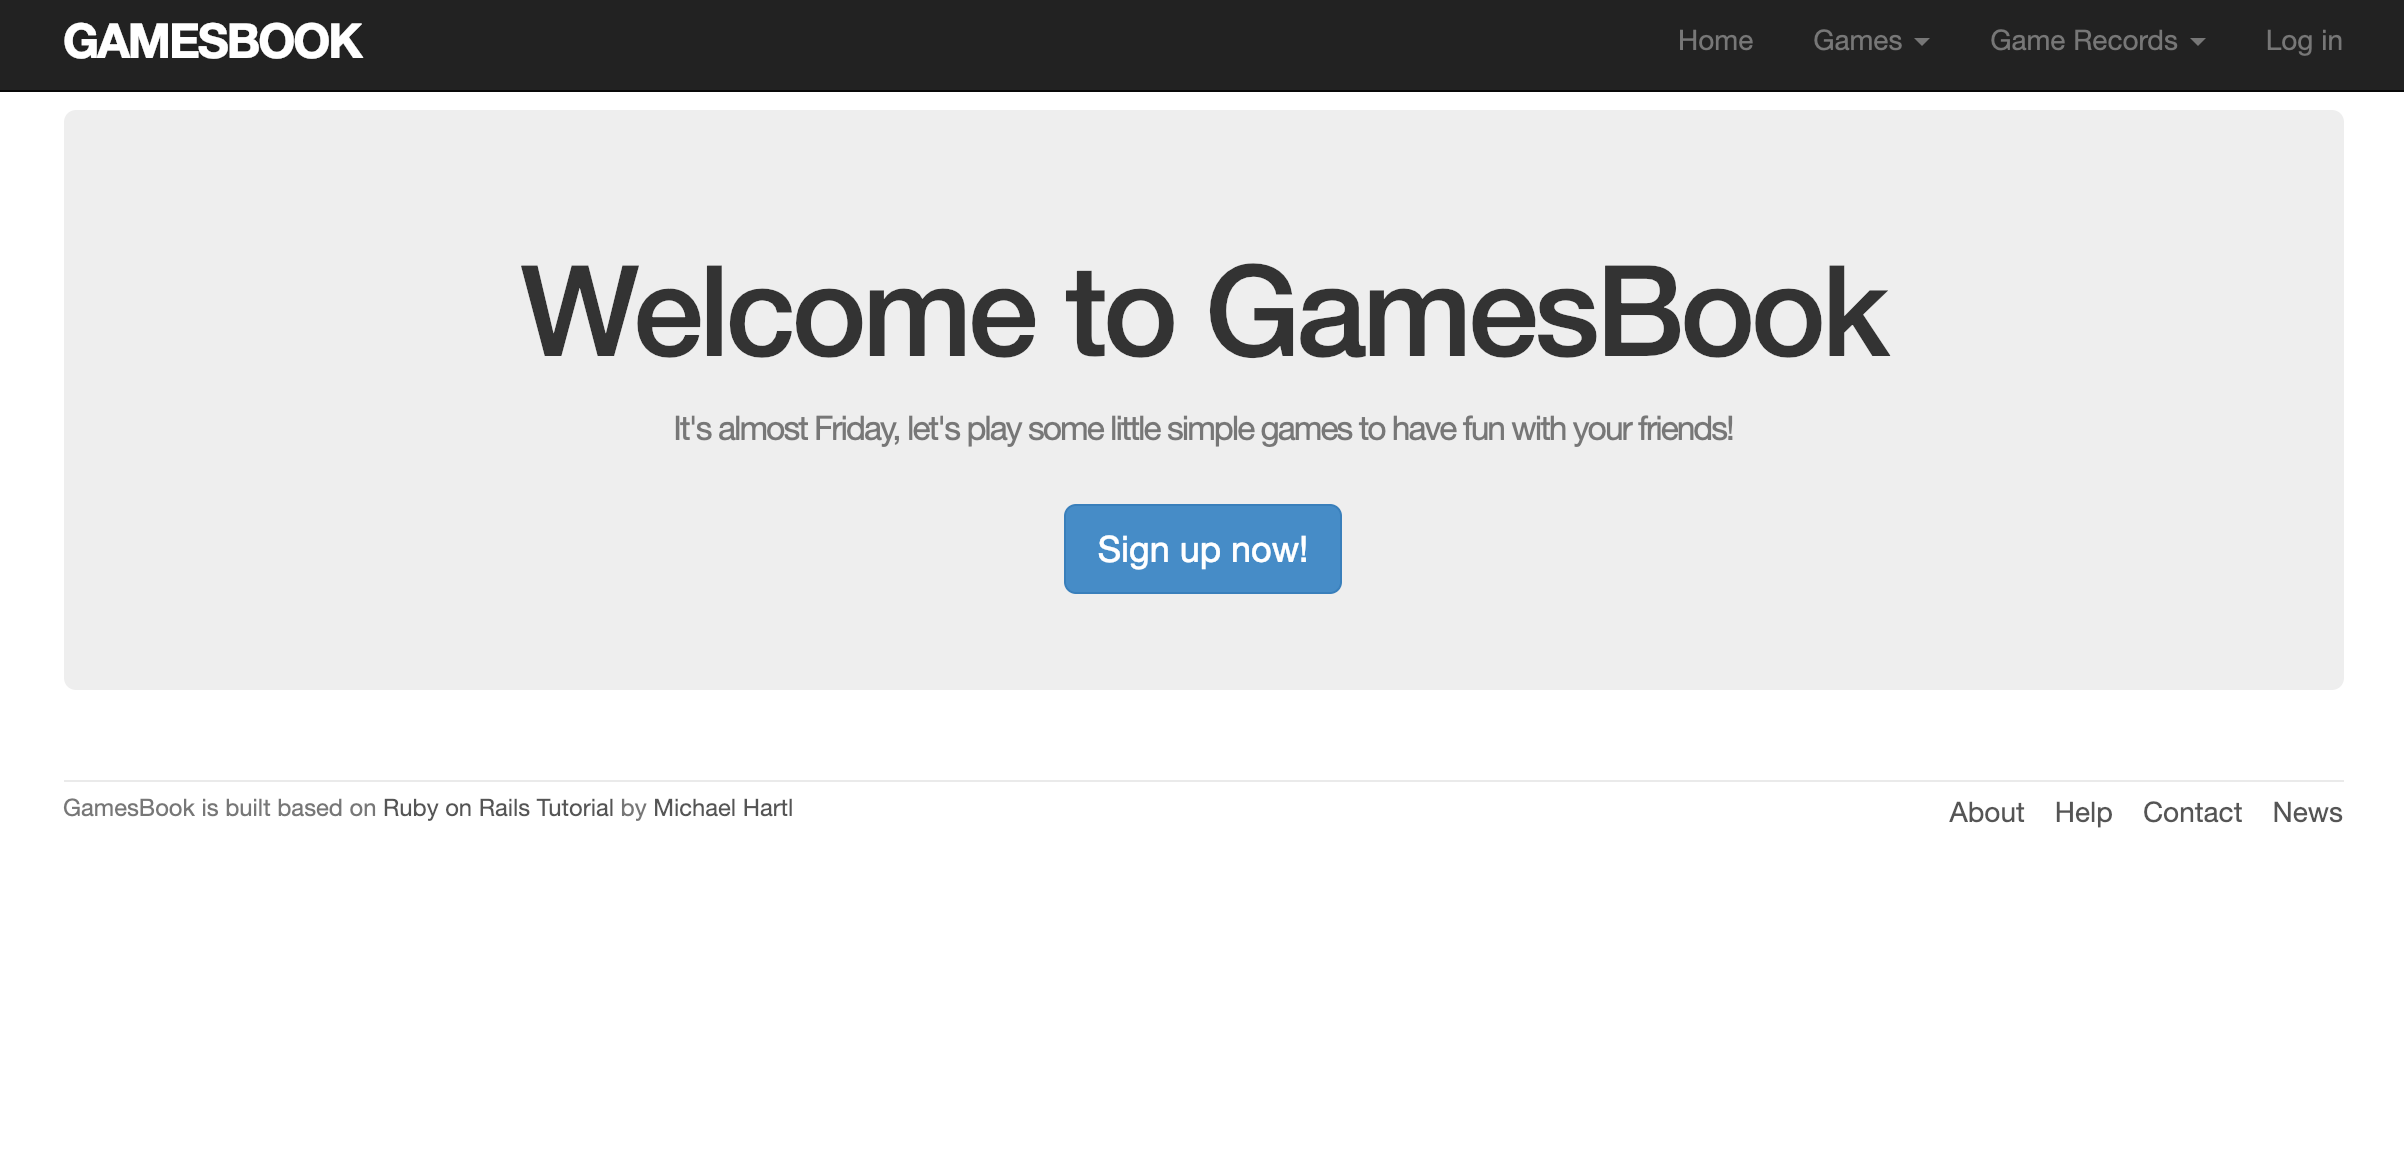 GAMESBOOK
Home Games Game Records Log in
Welcome to GamesBook
It's almost Friday, let's play some little simple games to have fun with your friends!
Sign up now!
GamesBook is built based on Ruby on Rails Tutorial by Michael Hartl
About Help Contact News